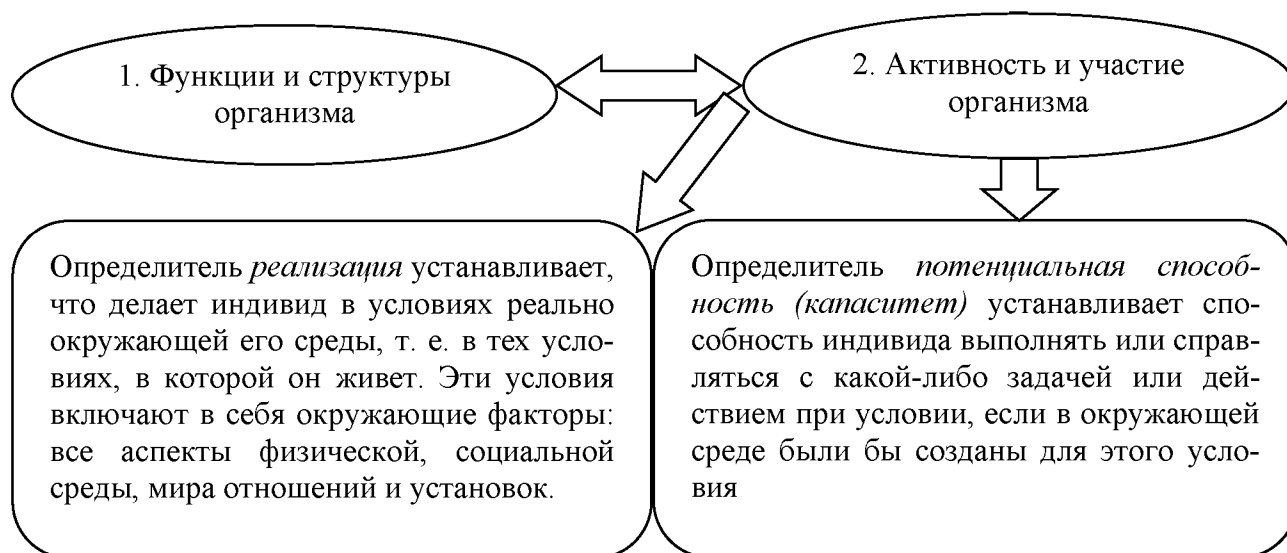 1. Функции и структуры
организма
2. Активность и участие
организма
Определитель реализация устанавливает,
что делает индивид в условиях реально
окружающей его среды, т. е. в тех усло-
виях, в которой он живет. Эти условия
включают в себя окружающие факторы:
все аспекты физической, социальной
среды, мира отношений и установок.
Определитель потенциальная способ-
ность (капаситет) устанавливает спо-
собность индивида выполнять или справ-
ляться с какой-либо задачей или дей-
ствием при условии, если в окружающей
среде были бы созданы для этого усло-
вия